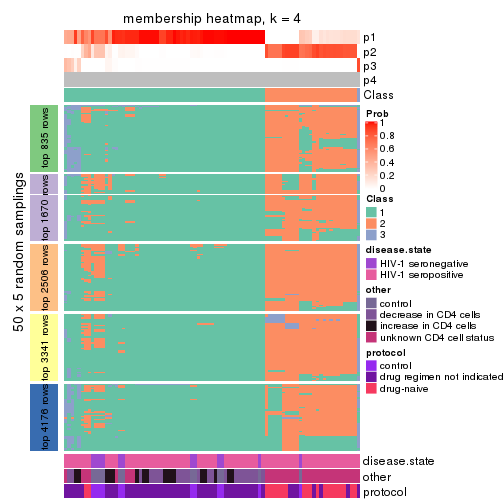 membership heatmap, k = 4
p1
p2
p3
p4
Class
50 x 5 random samplings
top 835 rows
top 1670 rows
top 2506 rows
top 3341 rows
top 4176 rows
Prob
1
0.8
0.6
0.4
0.2
0
Class
1
2
3
disease.state
HIV-1 seronegative
HIV-1 seropositive
other
control
decrease in CD4 cells
increase in CD4 cells
unknown CD4 cell status
protocol
control
drug regimen not indicated
drug-naive
disease.state
other
protocol